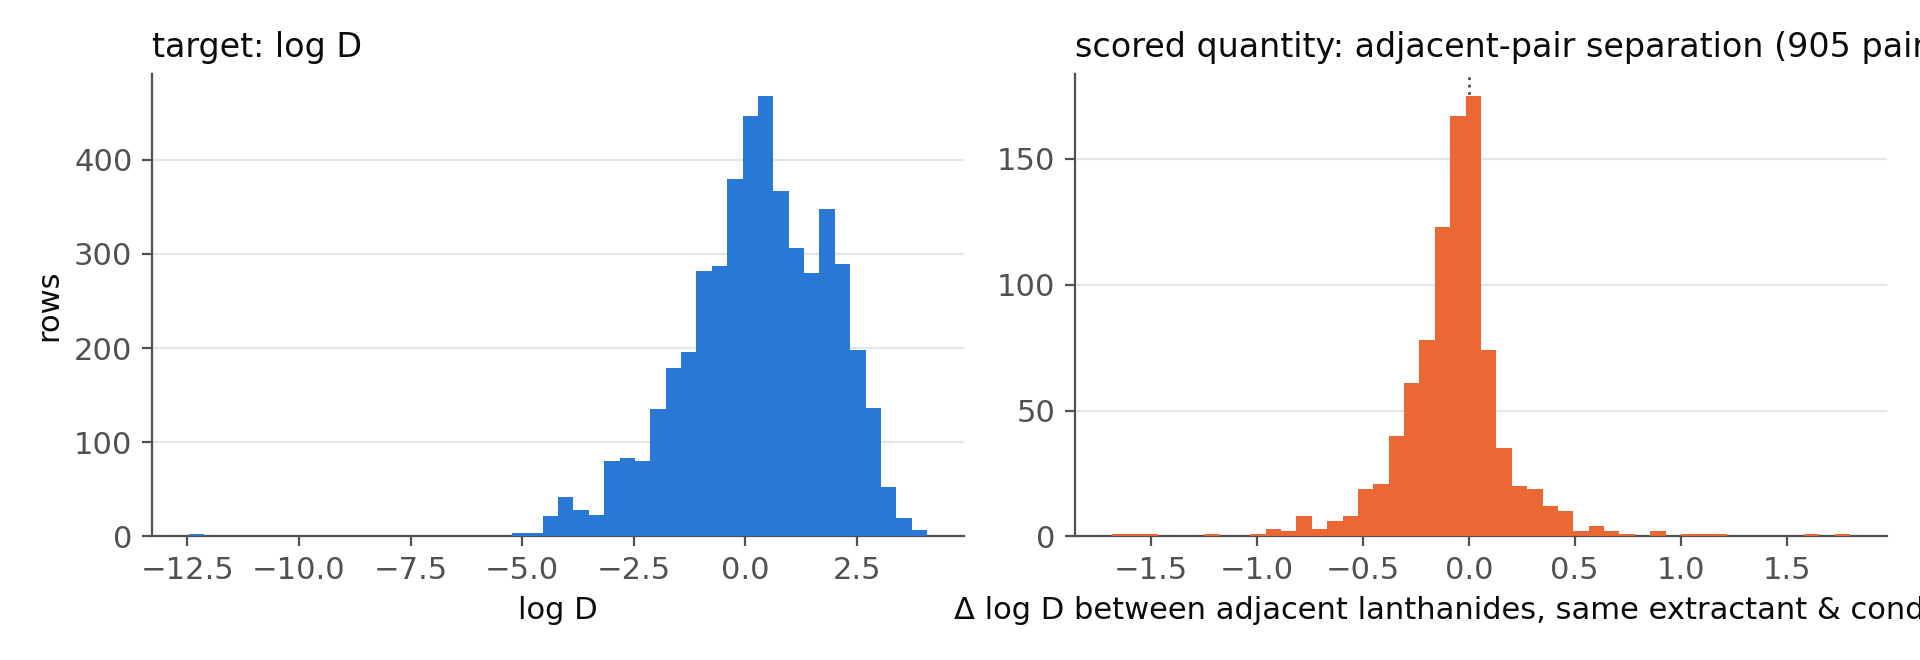 target: log D
scored quantity: adjacent-pair separation (905
400
300
200
100
0
rows
−12.5 −10.0 −7.5 −5.0 −2.5 0.0 2.5
log D
150
100
50
0
−1.5 −1.0 −0.5 0.0 0.5 1.0 1.5
Δ log D between adjacent lanthanides, same extractant &